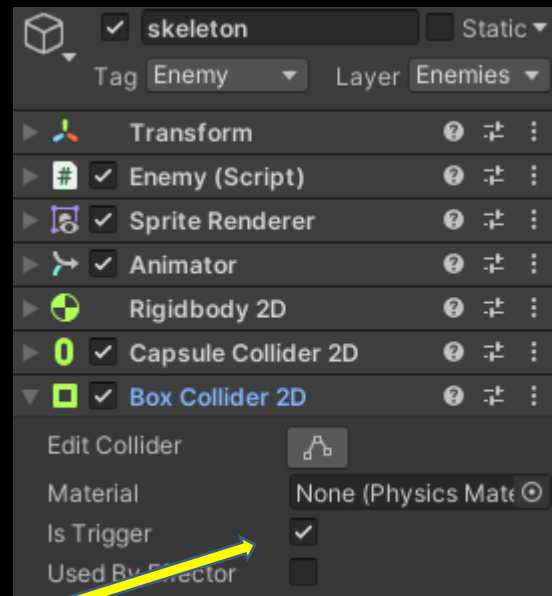 skeleton Static
Tag Enemy Layer Enemies
Transform
# Enemy (Script)
Sprite Renderer
Animator
Rigidbody 2D
Capsule Collider 2D
Box Collider 2D
Edit Collider
Material None (Physics Mate
Is Trigger
Used By Effector